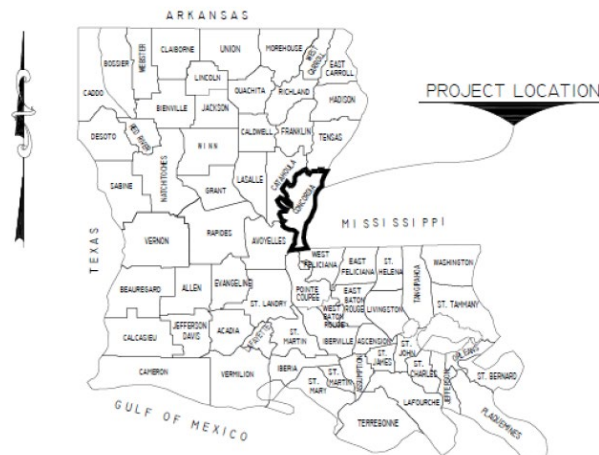 ARKANSAS
BOSSIER
WEBSTER
CLAIBORNE
UNION
MOREHOUSE
WEST
CARROLL
EAST
CARROLL
CADDO
LINCOLN
OUACHITA
RICHLAND
MADISON
BIENVILLE
JACKSON
PROJECT LOCATION
DESOTO
RED RIVER
CALDWELL
FRANKLIN
TENSAS
WINN
CATAHOULA
SABINE
NATCHITOCHES
GRANT
LASALLE
CONCORDIA
MISSISSIPPI
TEXAS
VERNON
RAPIDES
AVOYELLES
WEST
FELICIANA
EAST
FELICIANA
ST.
HELENA
TANGIPAHOA
WASHINGTON
BEAUREGARD
ALLEN
EVANGELINE
ST. LANDRY
POINTE
COUPEE
WEST
BATON
ROUGE
EAST
BATON
ROUGE
LIVINGSTON
ST. TAMMANY
CALCASIEU
JEFFERSON
DAVIS
ACADIA
LAFAYETTE
ST.
MARTIN
IBERVILLE
ASCENSION
ST.
JAMES
ST.
JOHN
ST.
CHARLES
ORLEANS
JEFFERSON
ST. BERNARD
CAMERON
VERMILION
IBERIA
ST.
MARY
ST.
MARTIN
ASSUMPTION
TERREBONNE
LAFOURCHE
PLAQUEMINES
GULF OF MEXICO